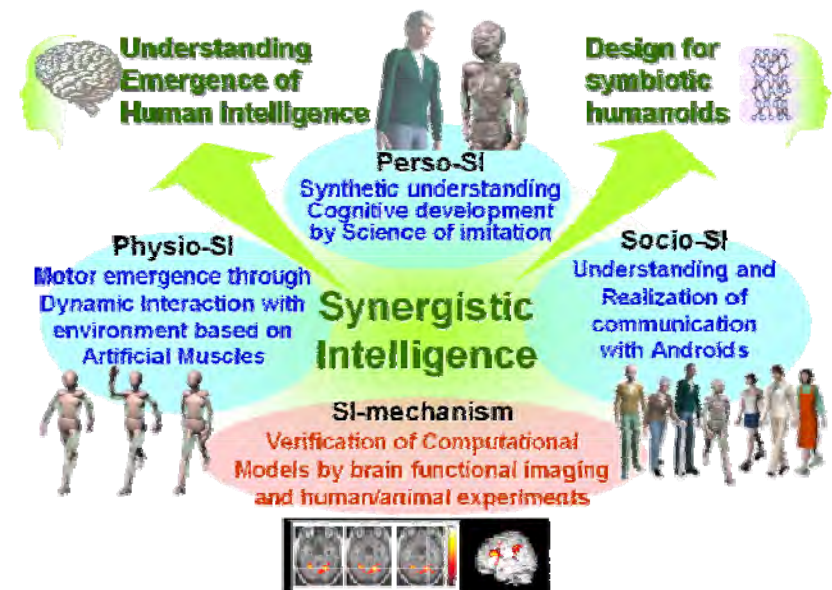 Understanding
Emergence of
Human Intelligence
Design for
symbiotic
humanoids
Perso-SI
Synthetic understanding
Cognitive development
by Science of imitation
Physio-SI
Motor emergence through
Dynamic Interaction with
environment based on
Artificial Muscles
Synergistic
Intelligence
Socio-SI
Understanding and
Realization of
communication
with Androids
SI-mechanism
Verification of Computational
Models by brain functional imaging
and human/animal experiments